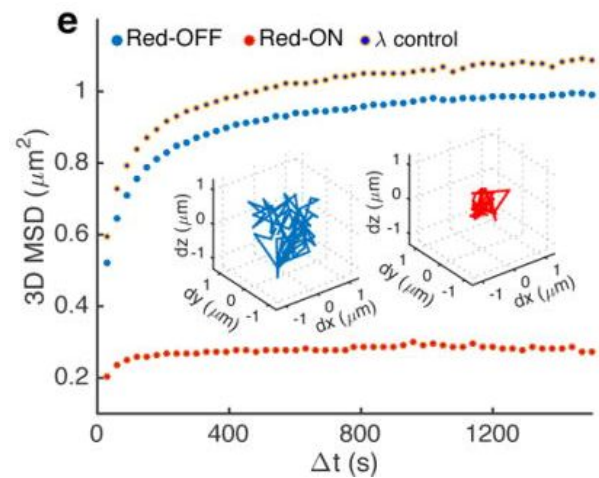 e
Red-OFF Red-ON λ control
3D MSD (μm²)
1
0.8
0.6
0.4
0.2
0 400 800 1200
Δt (s)
dz (μm)
1
0
-1
dy (μm)
1
0
-1
dx (μm)
-1
0
1
dz (μm)
1
0
-1
dy (μm)
1
0
-1
dx (μm)
-1
0
1